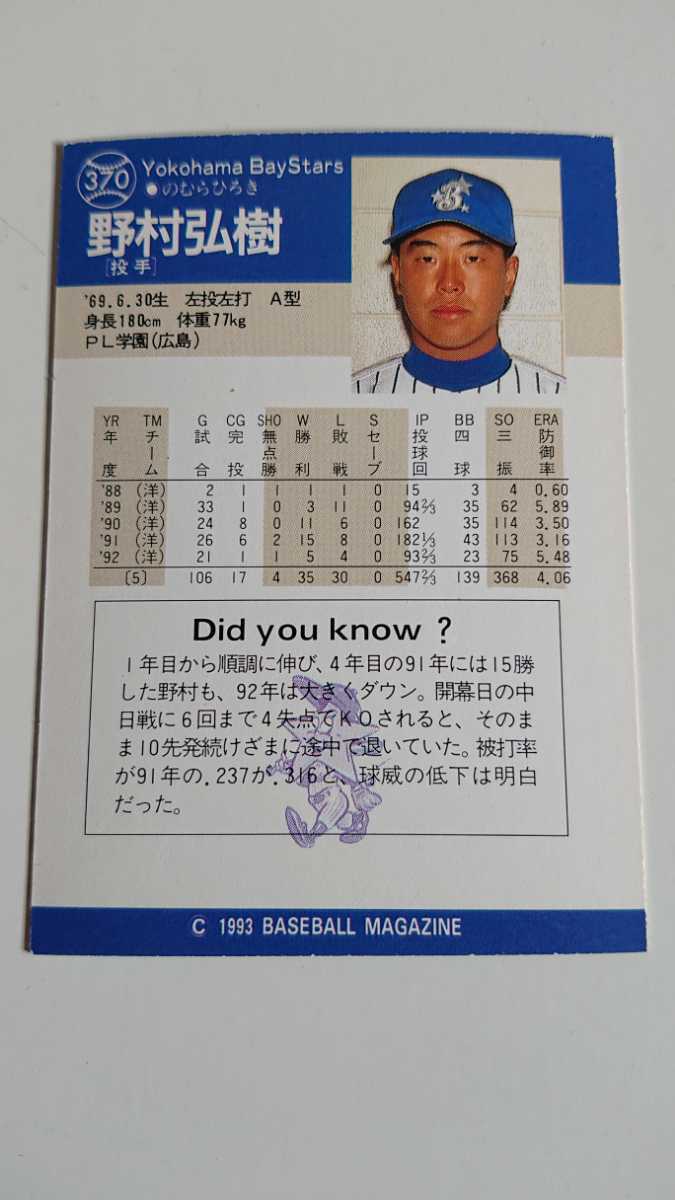 370
Yokohama BayStars
●のむらひろき
野村弘樹
[投手]
'69.6.30生 左投左打 A型
身長180cm 体重77kg
PL学園(広島)
YR TM G CG SHO W L S IP BB SO ERA
年度 チーム 試合 完投 無点勝 勝利 敗戦 セーブ 投球回 四球 三振 防御率
'88 (洋) 2 1 1 1 1 0 15 3 4 0.60
'89 (洋) 33 1 0 3 11 0 94 2/3 35 62 5.89
'90 (洋) 24 8 0 11 6 0 162 35 114 3.50
'91 (洋) 26 6 2 15 8 0 182 1/3 43 113 3.16
'92 (洋) 21 1 1 5 4 0 93 2/3 23 75 5.48
[5] 106 17 4 35 30 0 547 2/3 139 368 4.06
Did you know ?
1年目から順調に伸び、4年目の91年には15勝
した野村も、92年は大きくダウン。開幕日の中
日戦に6回まで4失点でKOされると、そのま
ま10先発続けざまに途中で退いていた。被打率
が91年の.237が.316と、球威の低下は明白
だった。
C 1993 BASEBALL MAGAZINE